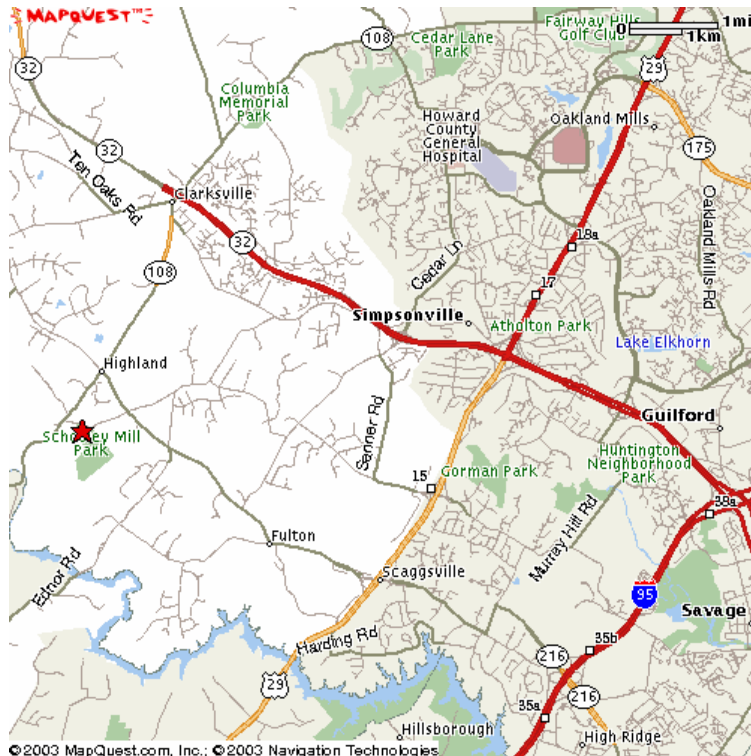 MAPQUEST™
Fairway Hills
Golf Club
0
1mi
1km
108
Cedar Lane
Park
29
32
Columbia
Memorial
Park
Howard
County
General
Hospital
Oakland Mills
175
32
Ten Oaks Rd
Clarksville
Oakland Mills Rd
32
Cedar Ln
18a
108
17
Simpsonville
Atholton Park
Lake Elkhorn
Highland
Sanner Rd
Guilford
Park
Huntington
Neighborhood
Park
15
Gorman Park
38a
Murray Hill Rd
Fulton
Ednor Rd
Scaggsville
95
Savage
Harding Rd
216
35b
29
216
35a
Hillsborough
High Ridge
©2003 MapQuest.com, Inc.; ©2003 Navigation Technologies